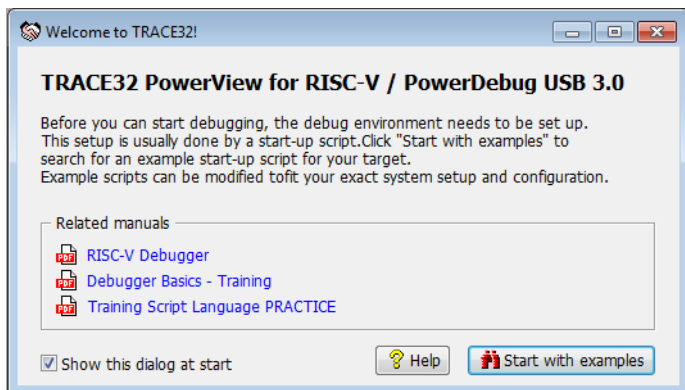 Welcome to TRACE32!
TRACE32 PowerView for RISC-V / PowerDebug USB 3.0
Before you can start debugging, the debug environment needs to be set up.
This setup is usually done by a start-up script.Click "Start with examples" to
search for an example start-up script for your target.
Example scripts can be modified tofit your exact system setup and configuration.
Related manuals
PDF RISC-V Debugger
PDF Debugger Basics - Training
PDF Training Script Language PRACTICE
Show this dialog at start
? Help
Start with examples